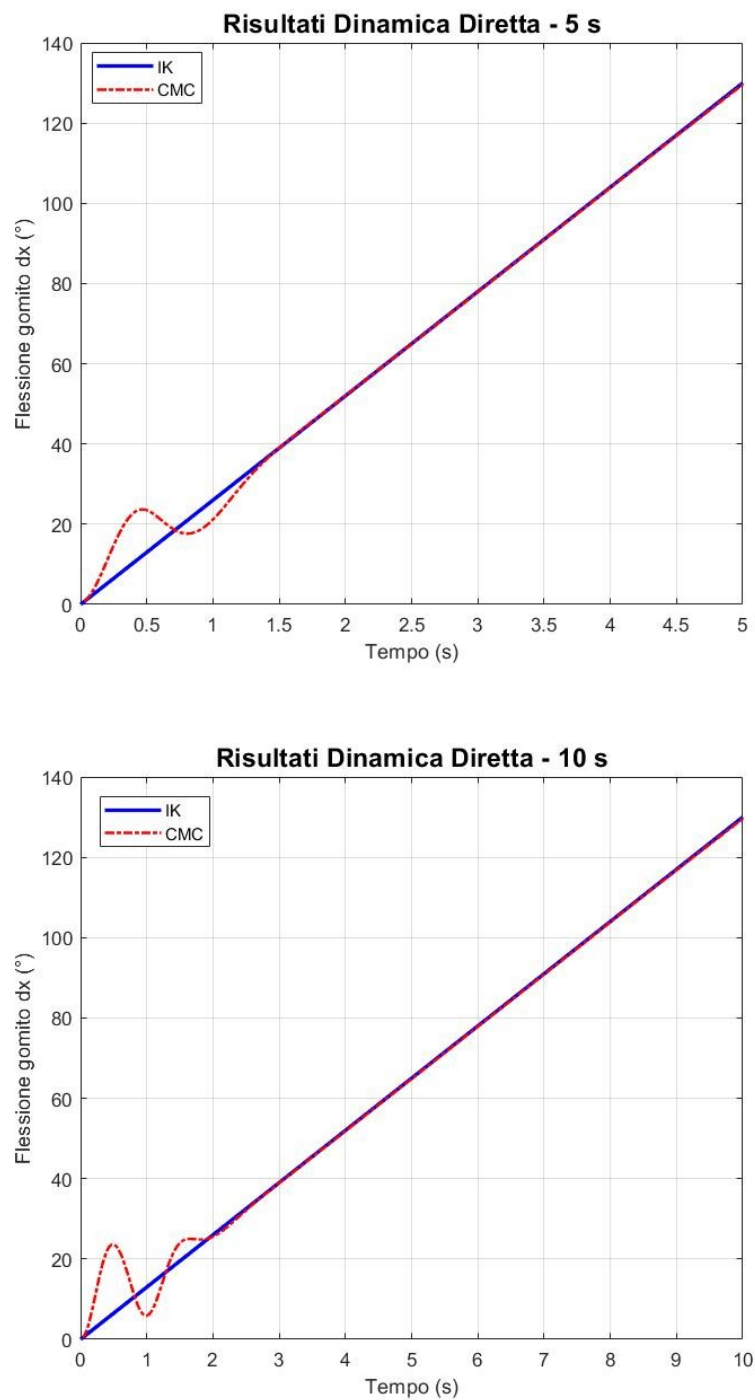 Risultati Dinamica Diretta - 5 s
140
120
100
80
60
40
20
0
IK
CMC
Flessione gomito dx (°)
0 0.5 1 1.5 2 2.5 3 3.5 4 4.5 5
Tempo (s)
Risultati Dinamica Diretta - 10 s
140
120
100
80
60
40
20
0
IK
CMC
Flessione gomito dx (°)
0 1 2 3 4 5 6 7 8 9 10
Tempo (s)